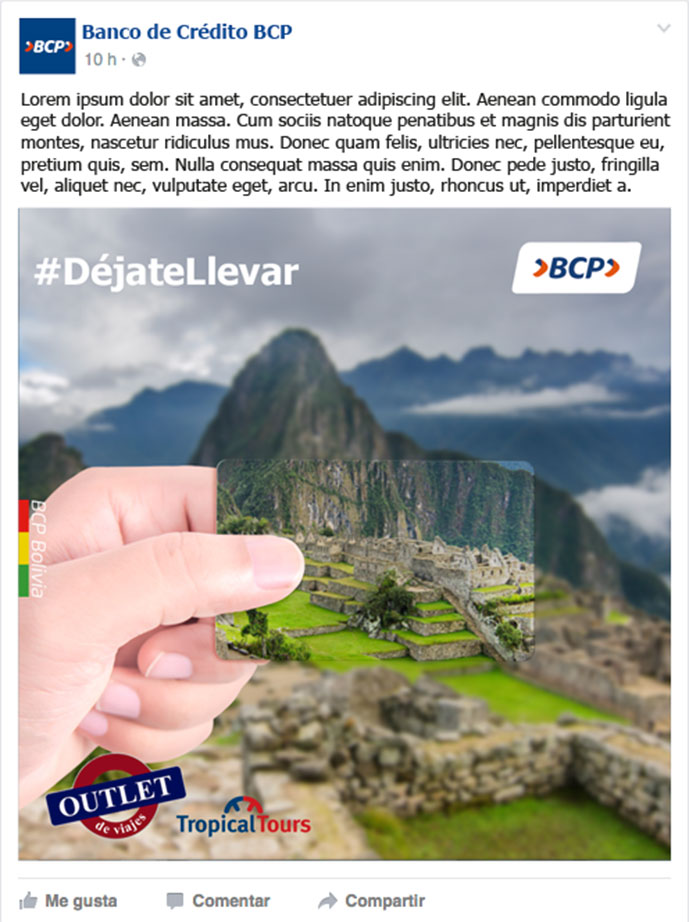 BCP
Banco de Crédito BCP
10 h ·
Lorem ipsum dolor sit amet, consectetuer adipiscing elit. Aenean commodo ligula
eget dolor. Aenean massa. Cum sociis natoque penatibus et magnis dis parturient
montes, nascetur ridiculus mus. Donec quam felis, ultricies nec, pellentesque eu,
pretium quis, sem. Nulla consequat massa quis enim. Donec pede justo, fringilla
vel, aliquet nec, vulputate eget, arcu. In enim justo, rhoncus ut, imperdiet a.
#DéjateLlevar
BCP
BCP Bolivia
OUTLET
de viajes
TropicalTours
Me gusta
Comentar
Compartir